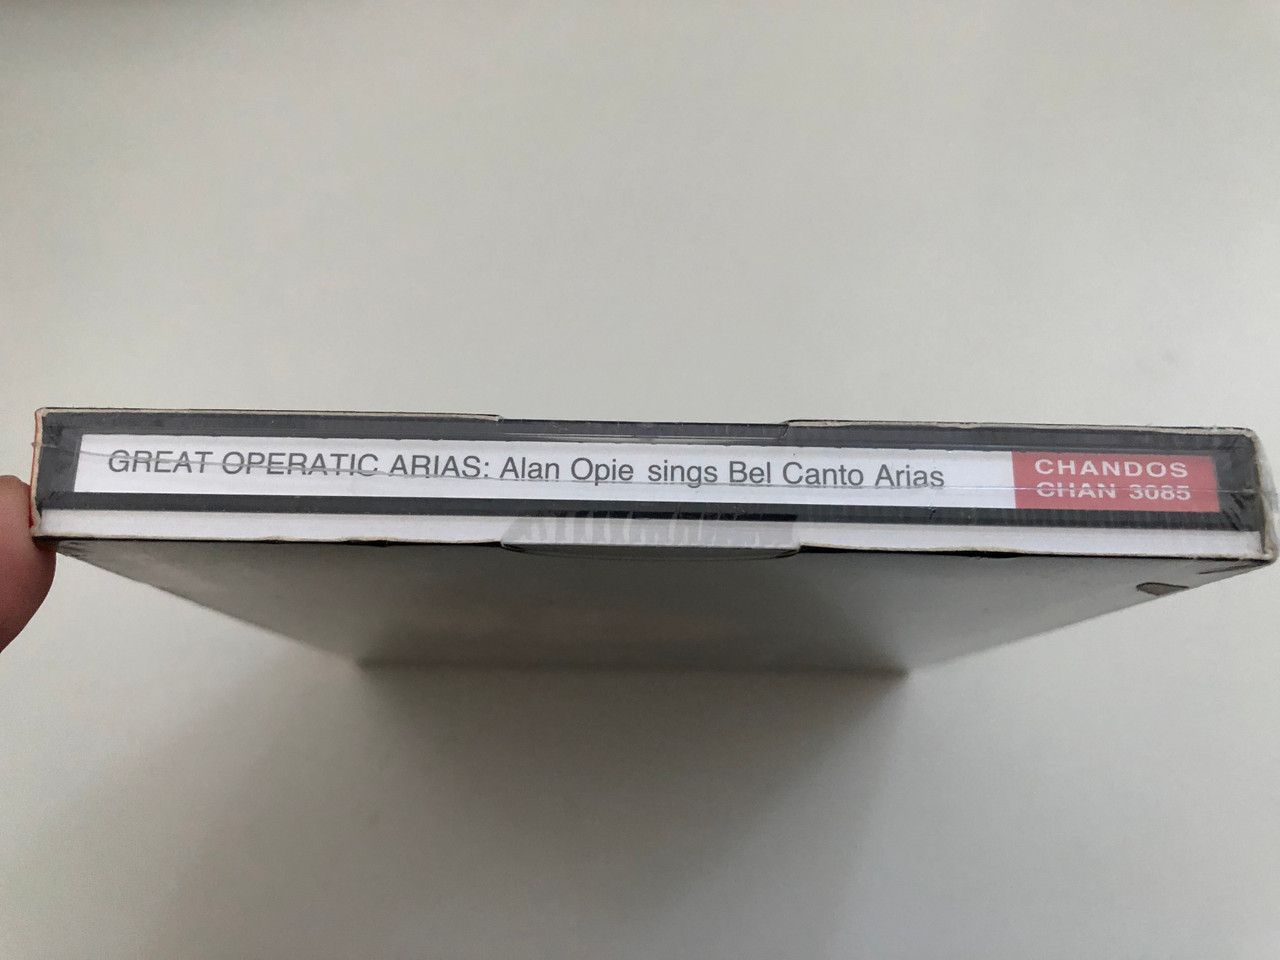 GREAT OPERATIC ARIAS: Alan Opie sings Bel Canto Arias
CHANDOS
CHAN 3085